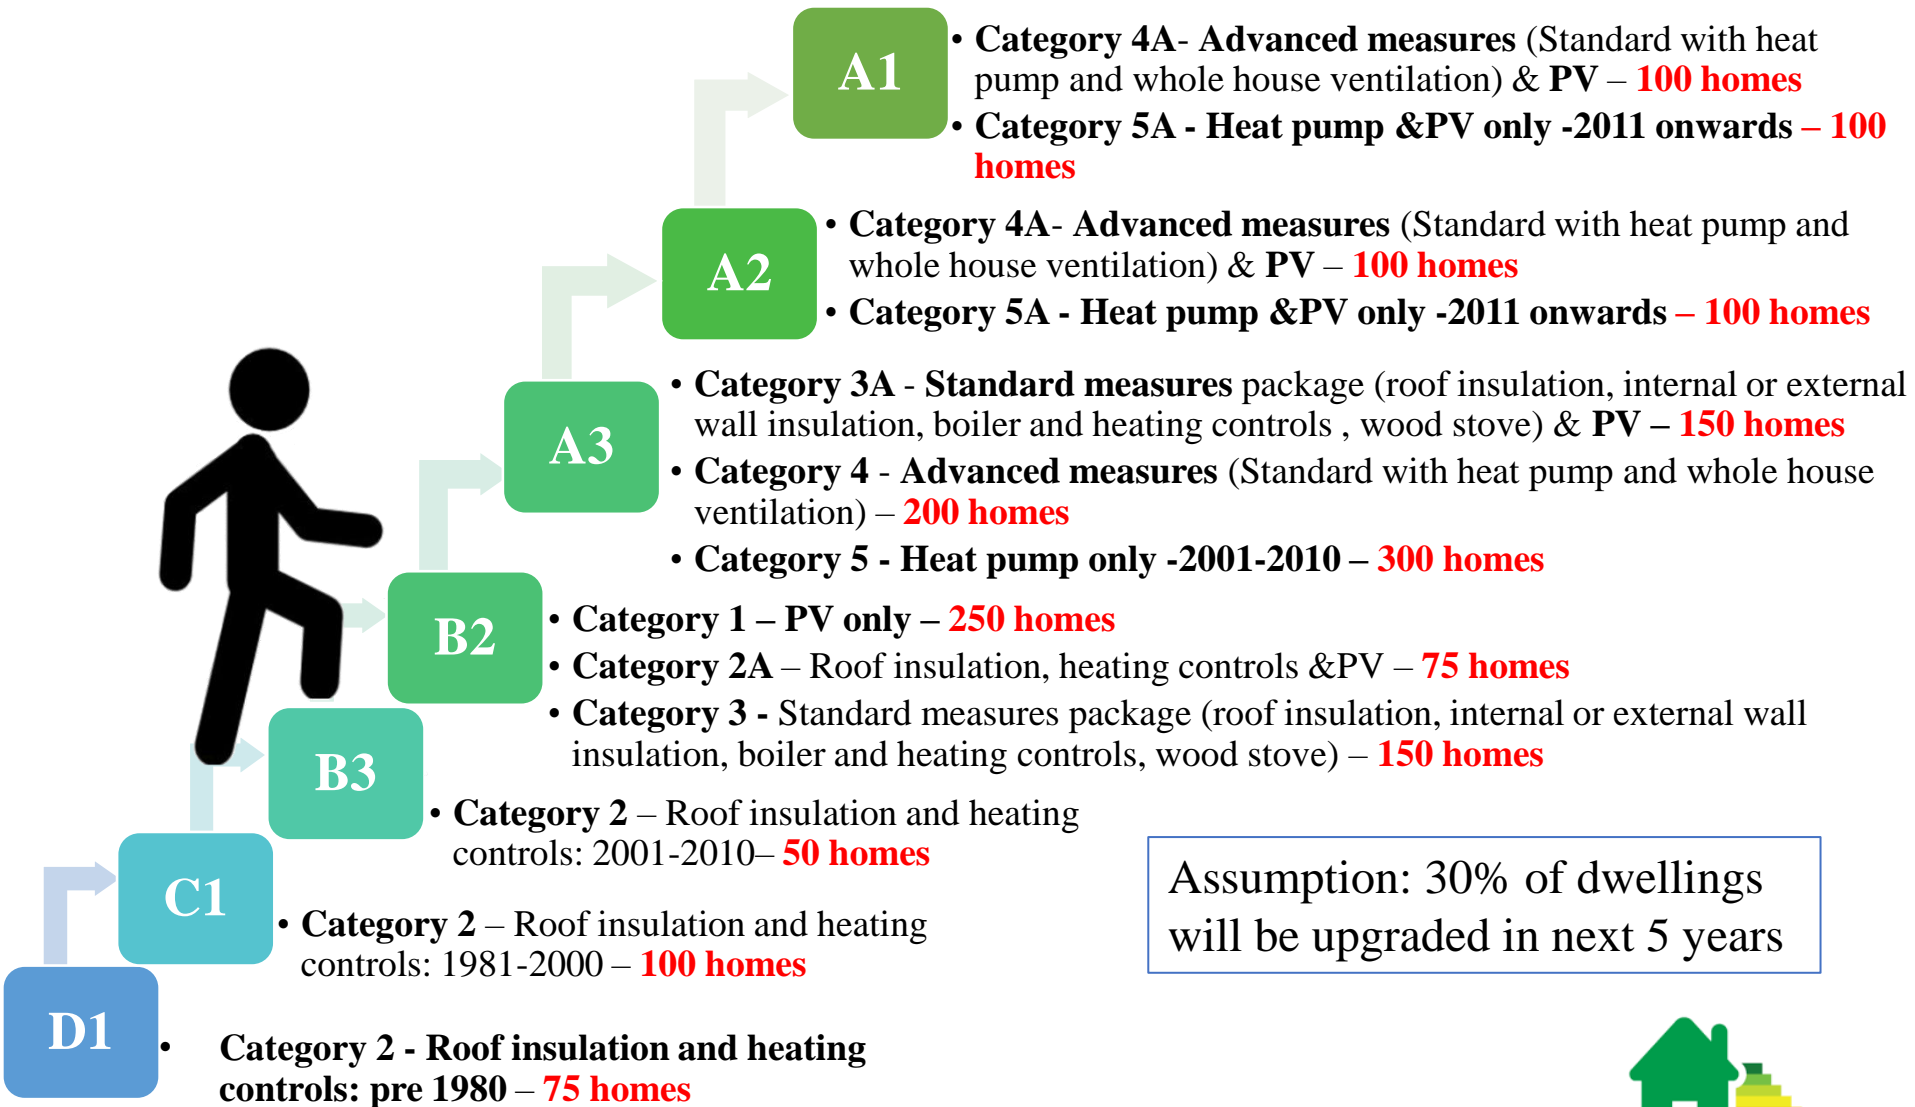 A1
• Category 4A- Advanced measures (Standard with heat
pump and whole house ventilation) & PV – 100 homes
• Category 5A - Heat pump &PV only -2011 onwards – 100
homes
A2
• Category 4A- Advanced measures (Standard with heat pump and
whole house ventilation) & PV – 100 homes
• Category 5A - Heat pump &PV only -2011 onwards – 100 homes
A3
• Category 3A - Standard measures package (roof insulation, internal or external
wall insulation, boiler and heating controls , wood stove) & PV – 150 homes
• Category 4 - Advanced measures (Standard with heat pump and whole house
ventilation) – 200 homes
• Category 5 - Heat pump only -2001-2010 – 300 homes
B2
• Category 1 – PV only – 250 homes
• Category 2A – Roof insulation, heating controls &PV – 75 homes
• Category 3 - Standard measures package (roof insulation, internal or external wall
insulation, boiler and heating controls, wood stove) – 150 homes
B3
• Category 2 – Roof insulation and heating
controls: 2001-2010– 50 homes
C1
• Category 2 – Roof insulation and heating
controls: 1981-2000 – 100 homes
D1
• Category 2 - Roof insulation and heating
controls: pre 1980 – 75 homes
Assumption: 30% of dwellings
will be upgraded in next 5 years